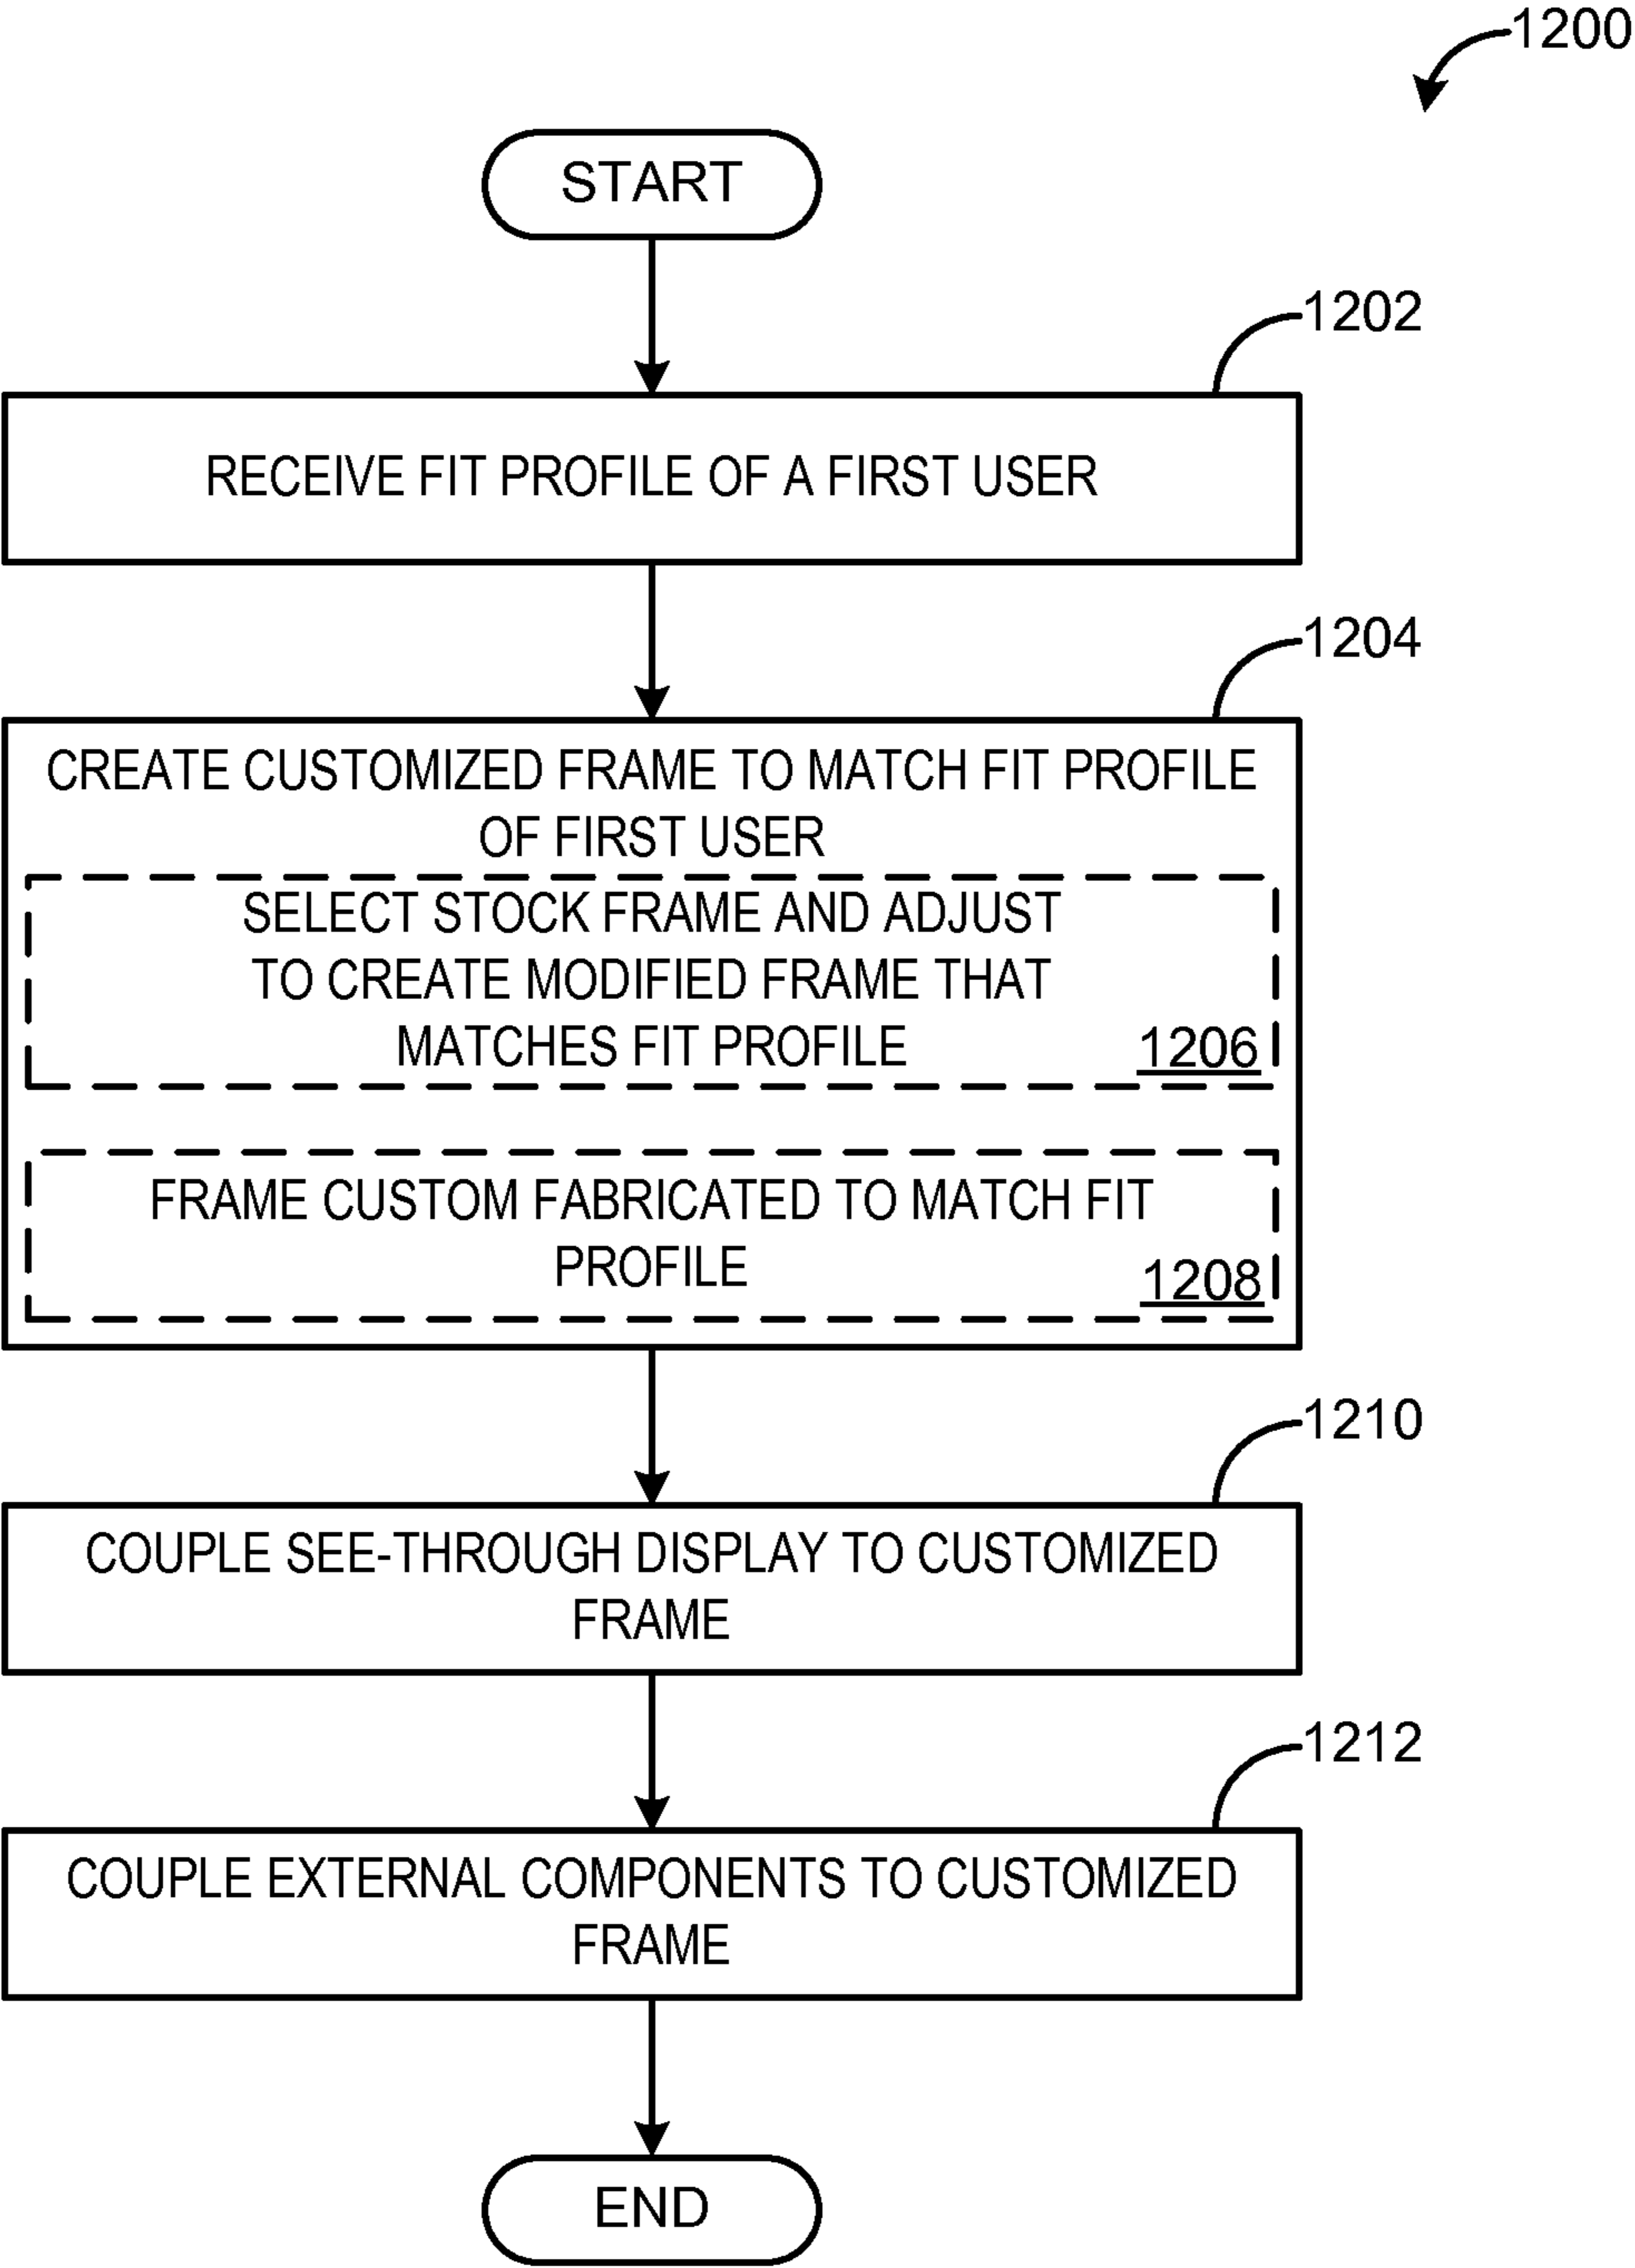 1200
START
1202
RECEIVE FIT PROFILE OF A FIRST USER
1204
CREATE CUSTOMIZED FRAME TO MATCH FIT PROFILE
OF FIRST USER
SELECT STOCK FRAME AND ADJUST
TO CREATE MODIFIED FRAME THAT
MATCHES FIT PROFILE
1206
FRAME CUSTOM FABRICATED TO MATCH FIT
PROFILE
1208
1210
COUPLE SEE-THROUGH DISPLAY TO CUSTOMIZED
FRAME
1212
COUPLE EXTERNAL COMPONENTS TO CUSTOMIZED
FRAME
END